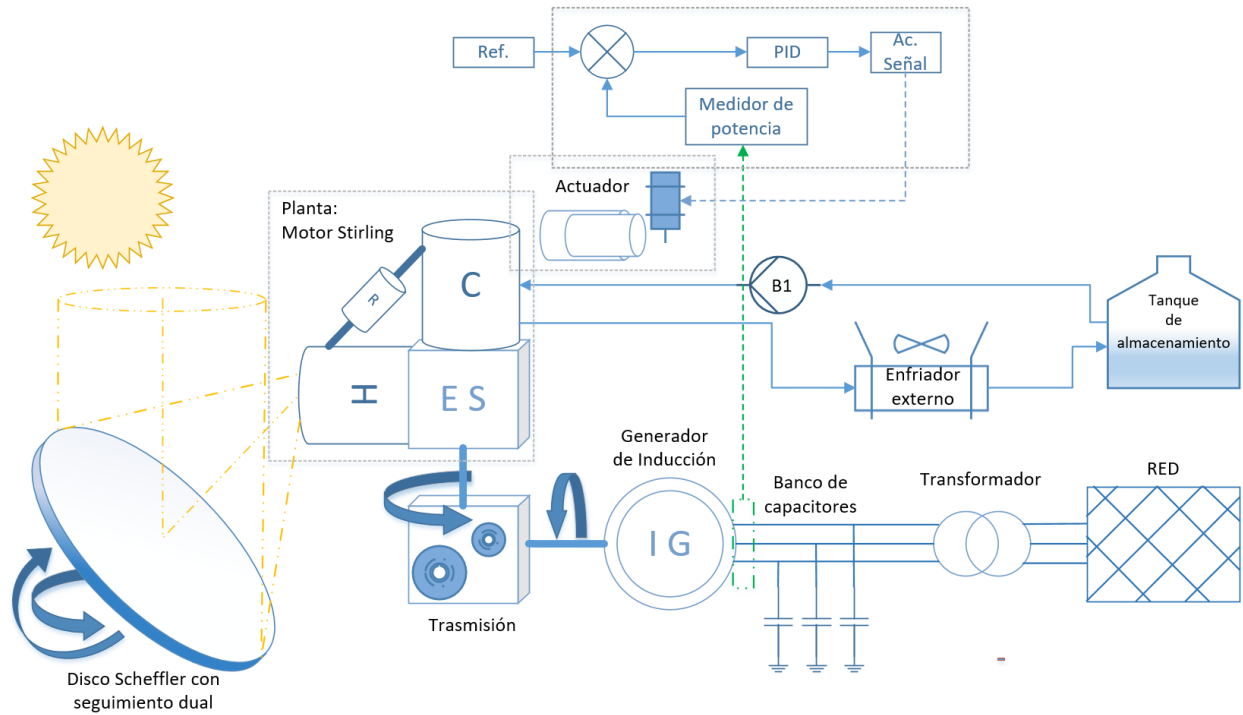 Ref.
PID
Ac.
Señal
Medidor de
potencia
Actuador
Planta:
Motor Stirling
C
R
B1
Tanque
de
almacenamiento
H
E S
Enfriador
externo
Generador
de Inducción
Banco de
capacitores
Transformador
RED
I G
Trasmisión
Disco Scheffler con
seguimiento dual